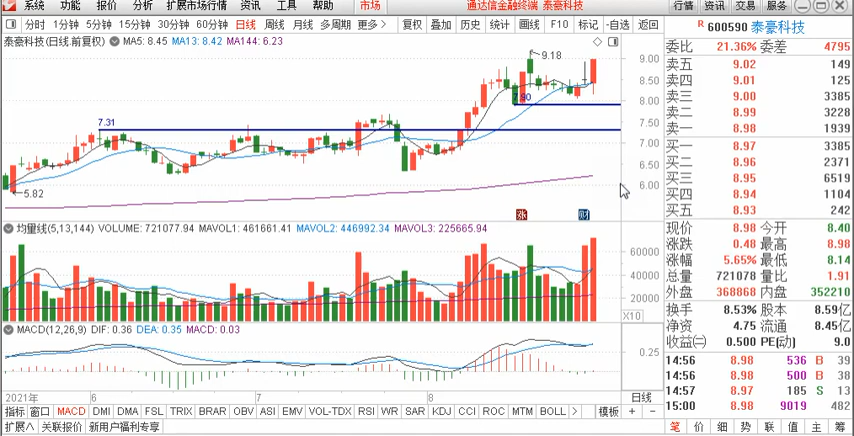 系统 功能 报价 分析 扩展市场行情 资讯 工具 帮助 市场 通达信金融终端 泰豪科技 行情 资讯 交易 服务
分时 1分钟 5分钟 15分钟 30分钟 60分钟 日线 周线 月线 多周期 更多> 复权 叠加 历史 统计 画线 F10 标记 -自选 返回
R 600590 泰豪科技
泰豪科技(日线.前复权) MA5: 8.45 MA13: 8.42 MA144: 6.23
委比 21.36% 委差 4795
卖五 9.02 149
卖四 9.01 125
卖三 9.00 3385
卖二 8.99 3228
卖一 8.98 1939
买一 8.97 3385
买二 8.96 2371
买三 8.95 6519
买四 8.94 1104
买五 8.93 242
现价 8.98 今开 8.40
涨跌 0.48 最高 8.98
涨幅 5.65% 最低 8.14
总量 721078 量比 1.91
外盘 368868 内盘 352210
换手 8.53% 股本 8.59亿
净资 4.75 流通 8.45亿
收益(二) 0.500 PE(动) 9.0
14:56 8.98 536 B 39
14:56 8.98 500 B 38
14:57 8.97 185 S 13
15:00 8.98 9019 482
笔 价 细 势 联 值 主 筹
9.18
7.90
7.31
5.82
9.00
8.50
8.00
7.50
7.00
6.50
6.00
涨 财
均量线(5,13,144) VOLUME: 721077.94 MAVOL1: 461661.41 MAVOL2: 446992.34 MAVOL3: 225665.94
60000
40000
20000
X10
MACD(12,26,9) DIF: 0.36 DEA: 0.35 MACD: 0.03
0.25
2021年 6 7 8 日线
指标 窗口 MACD DMI DMA FSL TRIX BRAR OBV ASI EMV VOL-TDX RSI WR SAR KDJ CCI ROC MTM BOLL > 模板 + −
扩展∧ 关联报价 新用户福利专享